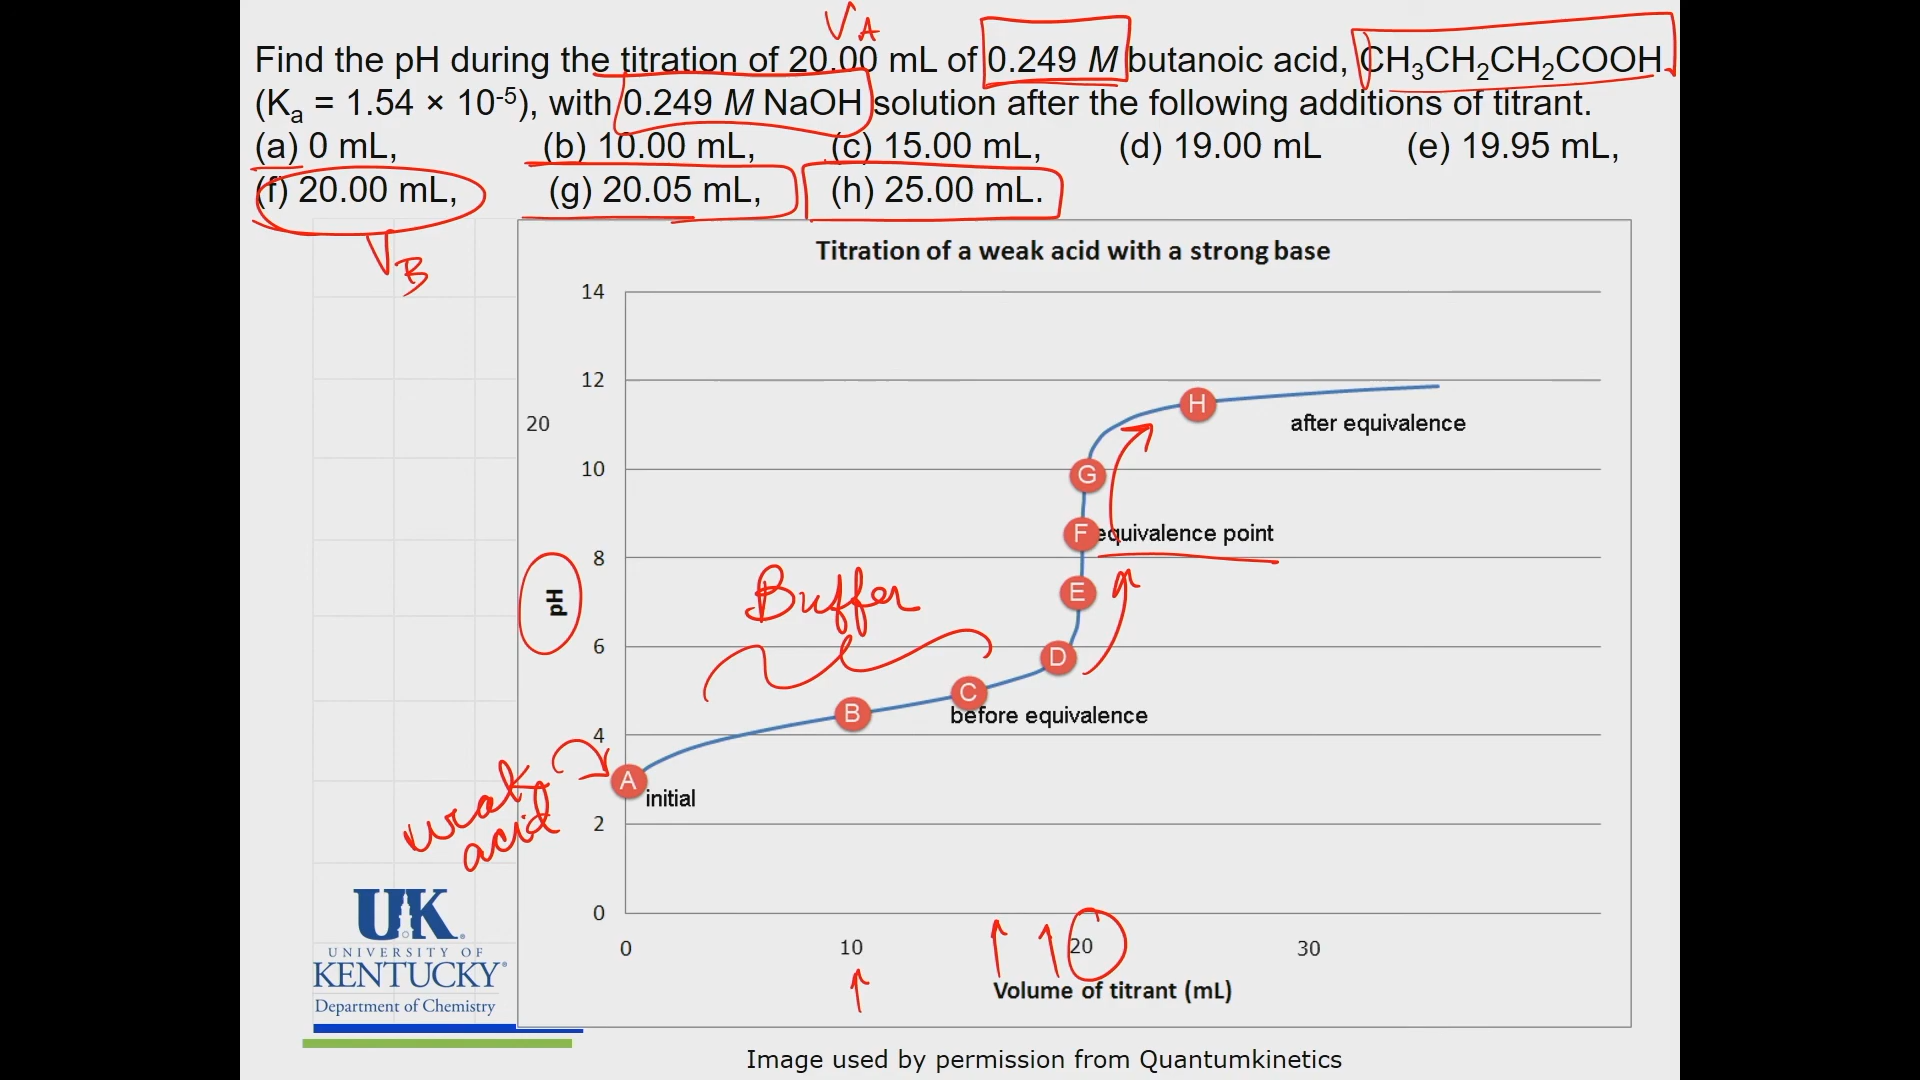 √A
Find the pH during the titration of 20.00 mL of 0.249 M butanoic acid, CH₃CH₂CH₂COOH.
(Kₐ = 1.54 × 10⁻⁵), with 0.249 M NaOH solution after the following additions of titrant.
(a) 0 mL, (b) 10.00 mL, (c) 15.00 mL, (d) 19.00 mL (e) 19.95 mL,
(f) 20.00 mL, (g) 20.05 mL, (h) 25.00 mL.
VB
Titration of a weak acid with a strong base
14
12
20
10
8
6
4
2
0
pH
H
after equivalence
G
F equivalence point
E
Buffer
D
C
B
before equivalence
A
initial
weak
acid
0 10 20 30
Volume of titrant (mL)
UK
UNIVERSITY OF
KENTUCKY
Department of Chemistry
Image used by permission from Quantumkinetics